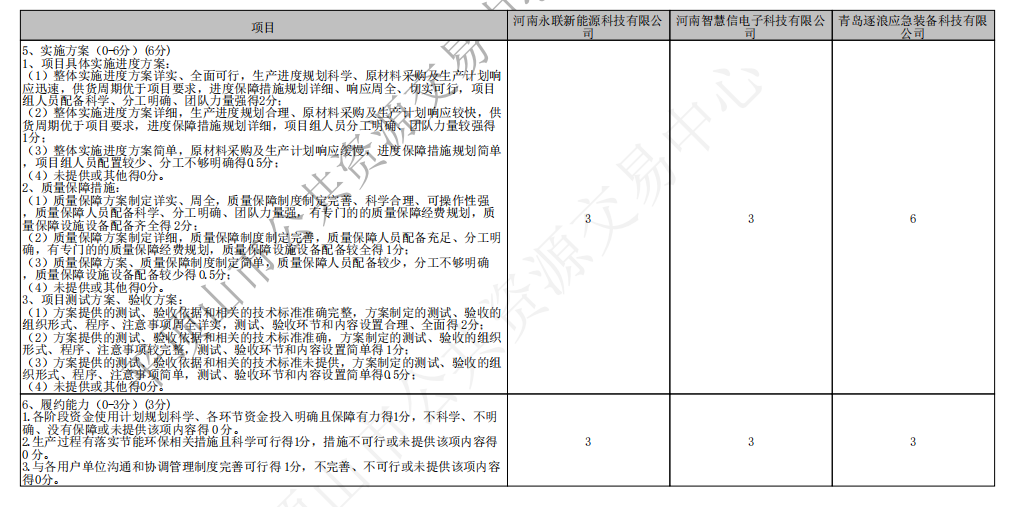 项目
河南永联新能源科技有限公
司
河南智慧信电子科技有限公
司
青岛逐浪应急装备科技有限
公司
5、实施方案（0-6分）(6分)
1、项目具体实施进度方案：
（1）整体实施进度方案详实、全面可行，生产进度规划科学、原材料采购及生产计划响
应迅速，供货周期优于项目要求，进度保障措施规划详细、响应周全、切实可行，项目
组人员配备科学、分工明确、团队力量强得2分；
（2）整体实施进度方案详细，生产进度规划合理、原材料采购及生产计划响应较快，供
货周期优于项目要求，进度保障措施规划详细，项目组人员分工明确、团队力量较强得
1分；
（3）整体实施进度方案简单，原材料采购及生产计划响应缓慢，进度保障措施规划简单
，项目组人员配置较少、分工不够明确得0.5分；
（4）未提供或其他得0分。
2、质量保障措施：
（1）质量保障方案制定详实、周全，质量保障制度制定完善、科学合理、可操作性强
，质量保障人员配备科学、分工明确、团队力量强，有专门的的质量保障经费规划，质
量保障设施设备配备齐全得 2分；
（2）质量保障方案制定详细，质量保障制度制定完善，质量保障人员配备充足、分工明
确，有专门的的质量保障经费规划，质量保障设施设备配备较全得 1分；
（3）质量保障方案、质量保障制度制定简单，质量保障人员配备较少，分工不够明确
，质量保障设施设备配备较少得 0.5分；
（4）未提供或其他得0分。
3、项目测试方案、验收方案：
（1）方案提供的测试、验收依据和相关的技术标准准确完整，方案制定的测试、验收的
组织形式、程序、注意事项周全详实，测试、验收环节和内容设置合理、全面得 2分；
（2）方案提供的测试、验收依据和相关的技术标准准确，方案制定的测试、验收的组织
形式、程序、注意事项较完整，测试、验收环节和内容设置简单得 1分；
（3）方案提供的测试、验收依据和相关的技术标准未提供，方案制定的测试、验收的组
织形式、程序、注意事项简单，测试、验收环节和内容设置简单得0.5分；
（4）未提供或其他得0分。
3
3
6
6、履约能力（0-3分）(3分)
1.各阶段资金使用计划规划科学、各环节资金投入明确且保障有力得1分，不科学、不明
确、没有保障或未提供该项内容得 0分。
2.生产过程有落实节能环保相关措施且科学可行得1分，措施不可行或未提供该项内容得
0 分。
3.与各用户单位沟通和协调管理制度完善可行得 1分，不完善、不可行或未提供该项内容
得0分。
3
3
3